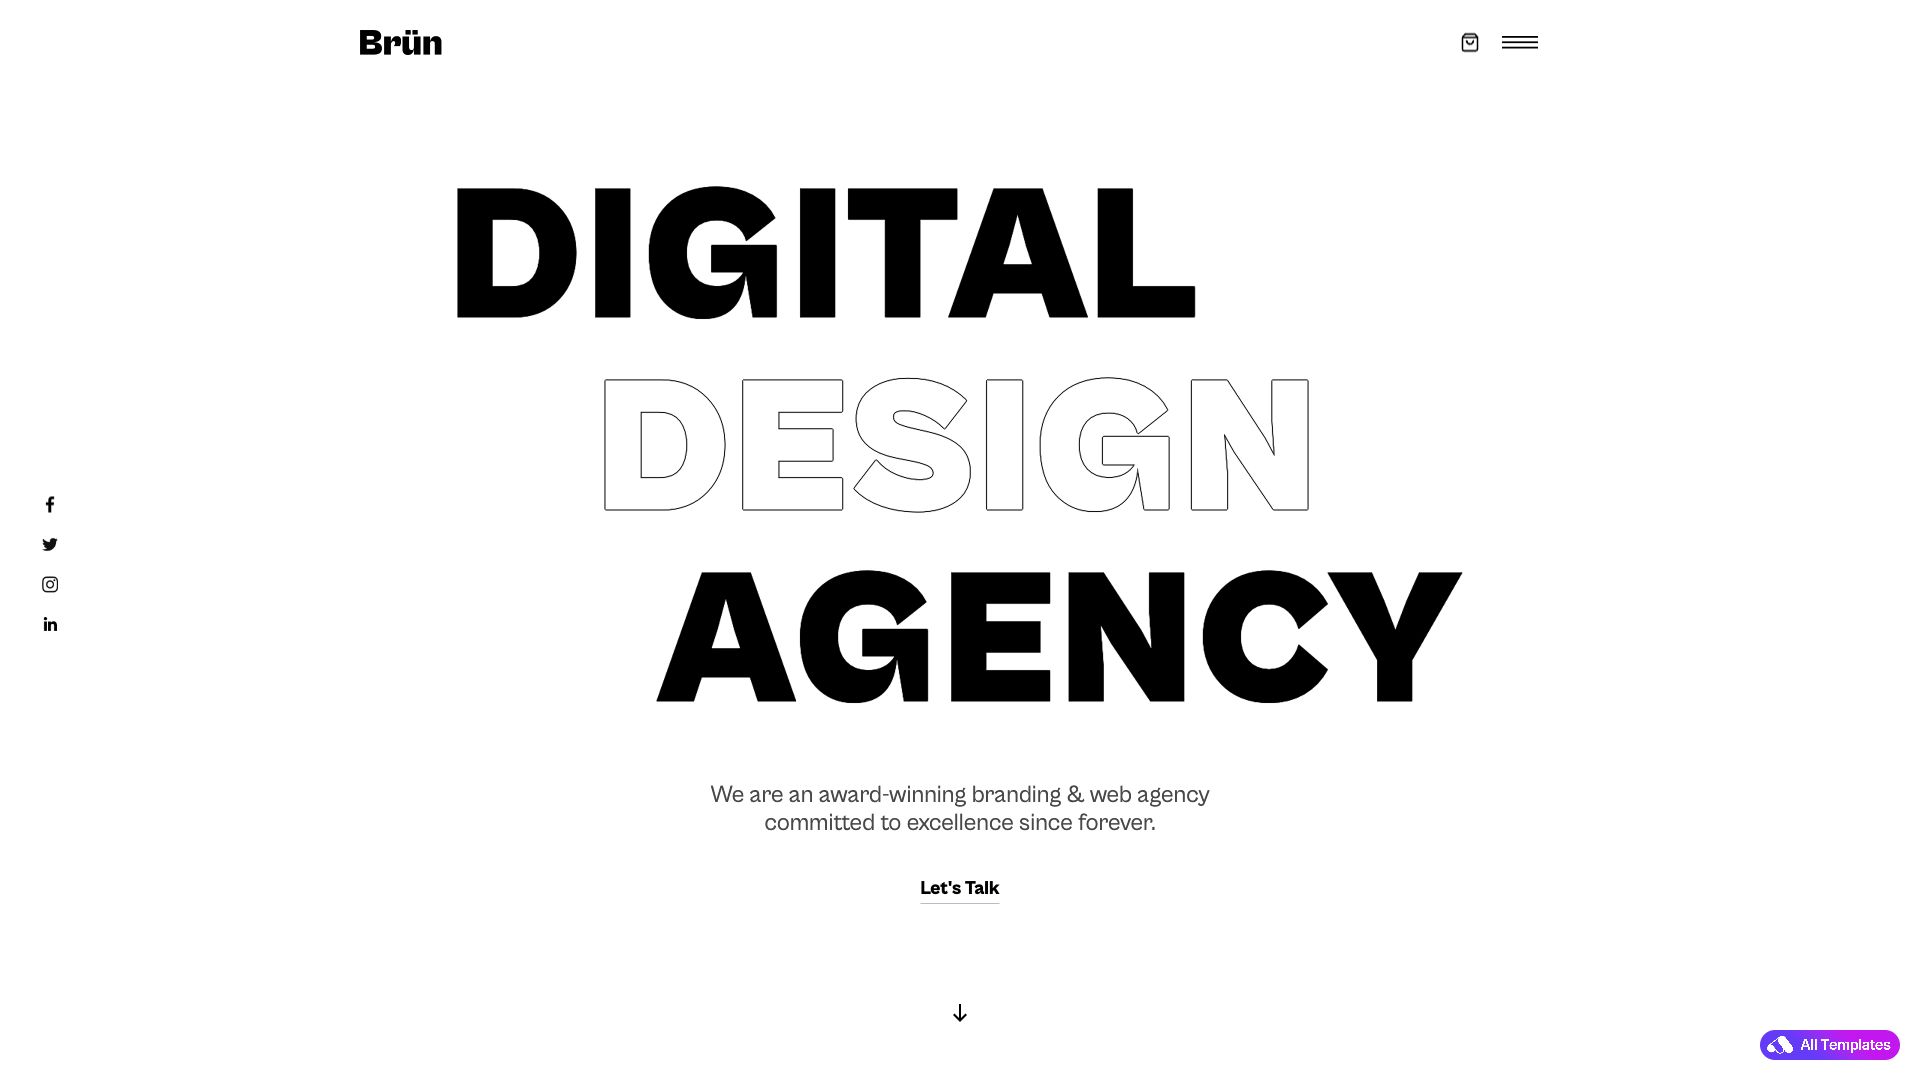 Brün
DIGITAL
DESIGN
AGENCY
We are an award-winning branding & web agency
committed to excellence since forever.
Let's Talk
All Templates